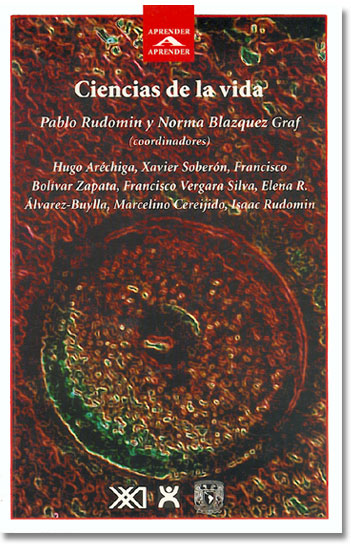 APRENDER
A
APRENDER
Ciencias de la vida
Pablo Rudomin y Norma Blazquez Graf
(coordinadores)
Hugo Aréchiga, Xavier Soberón, Francisco
Bolívar Zapata, Francisco Vergara Silva, Elena R.
Álvarez-Buylla, Marcelino Cereijido, Isaac Rudomin
XXI